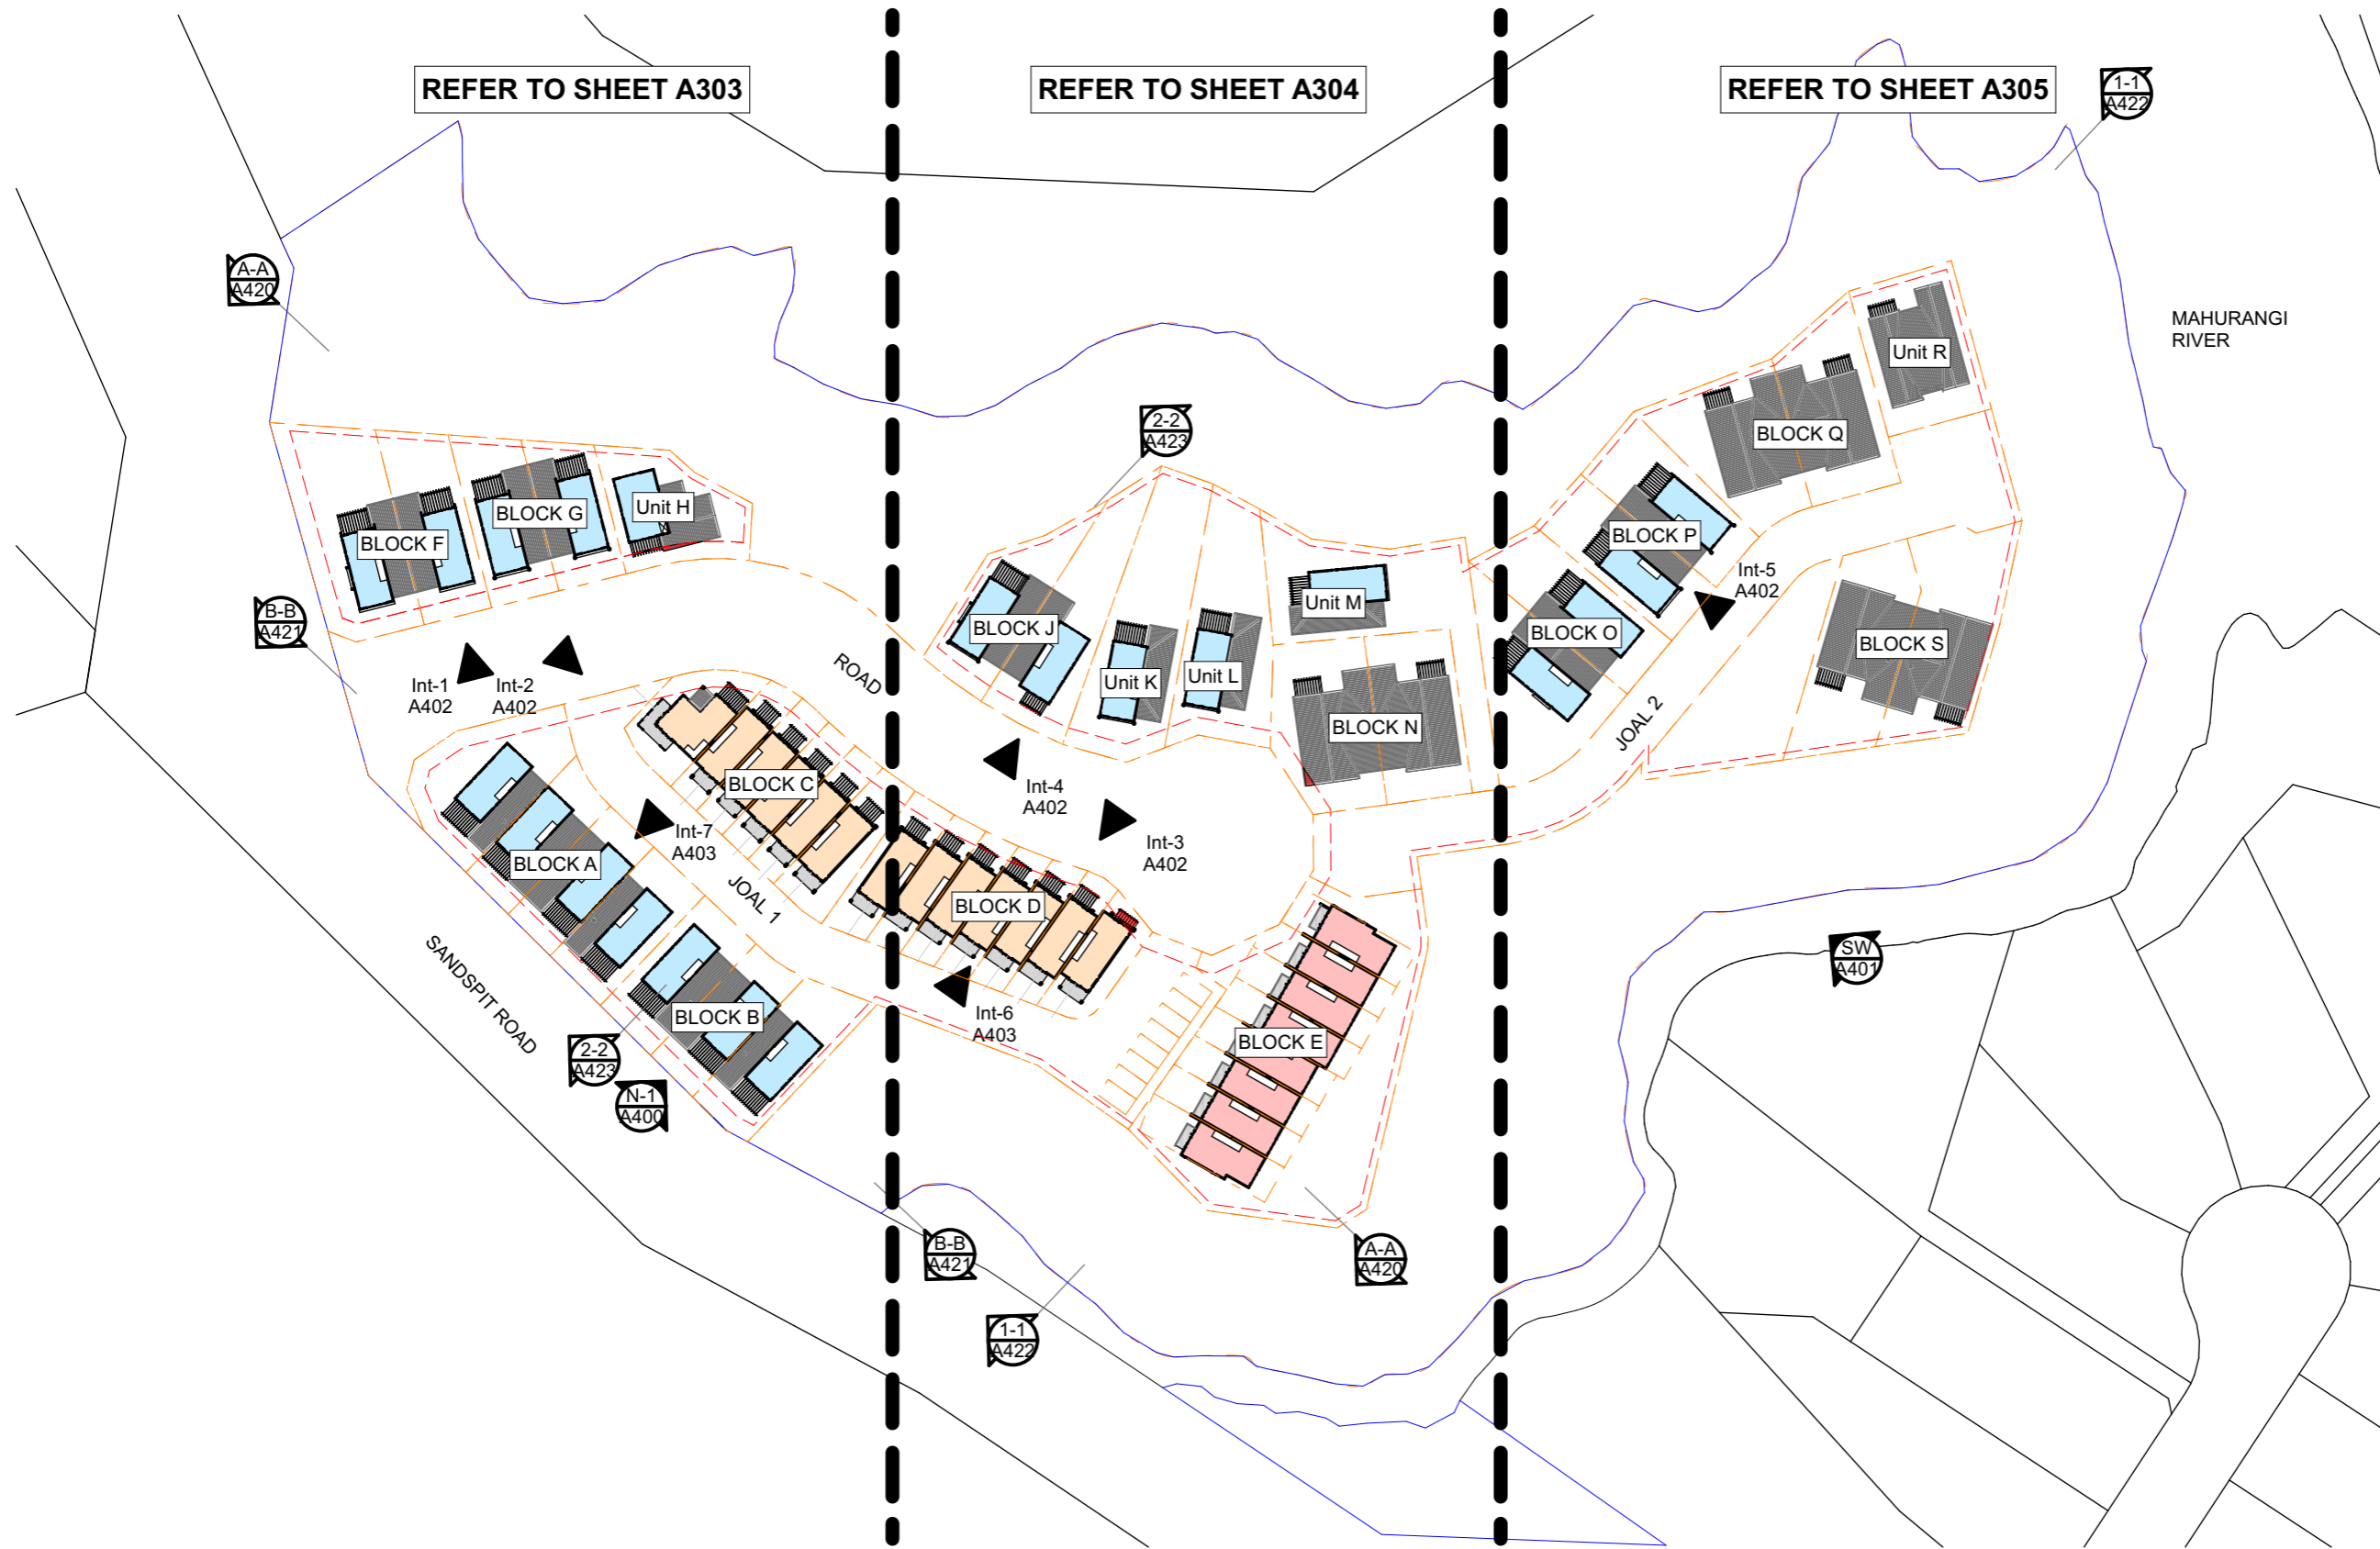 REFER TO SHEET A303
REFER TO SHEET A304
REFER TO SHEET A305
1-1
A422
A-A
A420
MAHURANGI
RIVER
Unit R
2-2
A423
BLOCK Q
BLOCK G
Unit H
BLOCK F
BLOCK P
Int-5
A402
B-B
A421
BLOCK J
Unit M
BLOCK O
BLOCK S
Int-1
A402
Int-2
A402
ROAD
Unit K
Unit L
BLOCK N
JOAL 2
BLOCK C
Int-4
A402
Int-7
A403
Int-3
A402
BLOCK A
JOAL 1
BLOCK D
SANDSPIT ROAD
SW
A401
BLOCK B
Int-6
A403
BLOCK E
2-2
A423
N-1
A400
B-B
A421
A-A
A420
1-1
A422